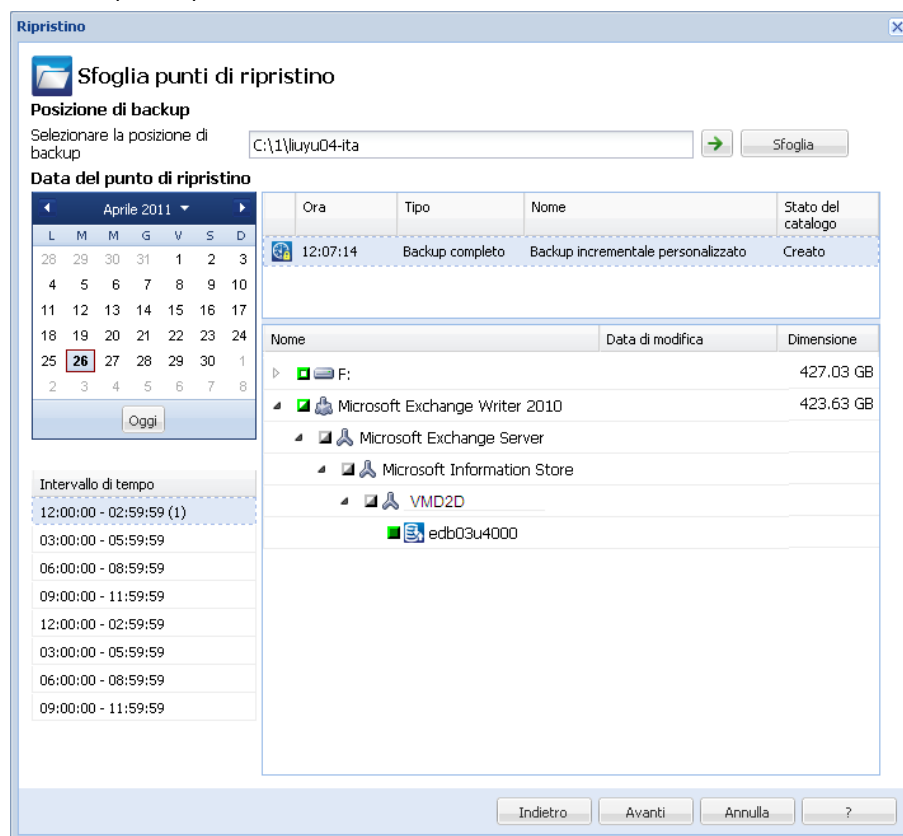 Ripristino
Sfoglia punti di ripristino
Posizione di backup
Selezionare la posizione di
backup
C:\1\liuyu04-ita
Sfoglia
Data del punto di ripristino
Aprile 2011
L M M G V S D
28 29 30 31 1 2 3
4 5 6 7 8 9 10
11 12 13 14 15 16 17
18 19 20 21 22 23 24
25 26 27 28 29 30 1
2 3 4 5 6 7 8
Oggi
Intervallo di tempo
12:00:00 - 02:59:59 (1)
03:00:00 - 05:59:59
06:00:00 - 08:59:59
09:00:00 - 11:59:59
12:00:00 - 02:59:59
03:00:00 - 05:59:59
06:00:00 - 08:59:59
09:00:00 - 11:59:59
Ora Tipo Nome Stato del
catalogo
12:07:14 Backup completo Backup incrementale personalizzato Creato
Nome Data di modifica Dimensione
F: 427.03 GB
Microsoft Exchange Writer 2010 423.63 GB
Microsoft Exchange Server
Microsoft Information Store
VMD2D
edb03u4000
Indietro Avanti Annulla ?